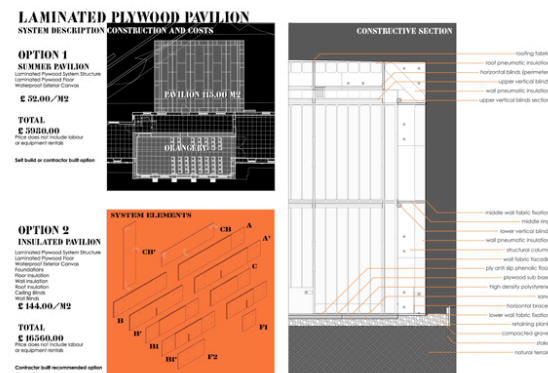 LAMINATED PLYWOOD PAVILION
SYSTEM DESCRIPTION CONSTRUCTION AND COSTS
OPTION 1
SUMMER PAVILION
Laminated Plywood System Structure
Laminated Plywood Floor
Waterproof Exterior Canvas
£ 52.00/M2
TOTAL
£ 5980.00
Price does not include labour
or equipment rentals
Self build or contractor built option
PAVILION 115.00 M2
ORANGERY
OPTION 2
INSULATED PAVILION
Laminated Plywood System Structure
Laminated Plywood Floor
Waterproof Exterior Canvas
Foundations
Floor Insulation
Wall Insulation
Roof Insulation
Ceiling Blinds
Wall Blinds
£ 144.00/M2
TOTAL
£ 16560.00
Price does not include labour
or equipment rentals
Contractor built recommended option
SYSTEM ELEMENTS
A
CB
A'
CB'
C
B
B'
B1
B1'
F1
F2
CONSTRUCTIVE SECTION
roofing fabric
roof pneumatic insulation
horizontal blinds (perimeter
upper vertical blinds
wall pneumatic insulation
upper vertical blinds section
middle wall fabric fixation
middle ring
lower vertical blinds
wall pneumatic insulation
structural column
wall fabric facade
ply anti slip phenolic floor
plywood sub base
high density polystyrene
sand
horizontal braces
lower wall fabric fixation
retaining plank
compacted gravel
stake
natural terrain